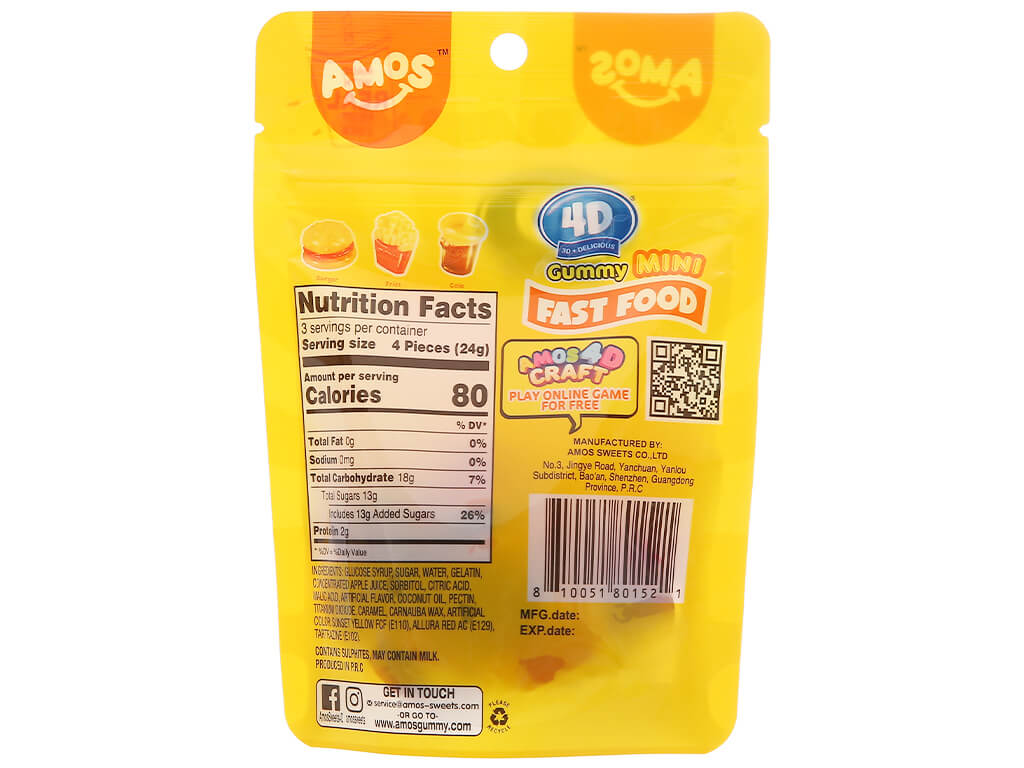 AMOS™
AMOS
4D®
3D + DELICIOUS
Gummy MINI
FAST FOOD
Burger
Fries
Cola
Nutrition Facts
3 servings per container
Serving size 4 Pieces (24g)
Amount per serving
Calories 80
% DV*
Total Fat 0g 0%
Sodium 0mg 0%
Total Carbohydrate 18g 7%
Total Sugars 13g
Includes 13g Added Sugars 26%
Protein 2g
* %DV = %Daily Value
INGREDIENTS: GLUCOSE SYRUP, SUGAR, WATER, GELATIN,
CONCENTRATED APPLE JUICE, SORBITOL, CITRIC ACID,
MALIC ACID, ARTIFICIAL FLAVOR, COCONUT OIL, PECTIN,
TITANIUM DIOXIDE, CARAMEL, CARNAUBA WAX, ARTIFICIAL
COLOR, SUNSET YELLOW FCF (E110), ALLURA RED AC (E129),
TARTRAZINE (E102).
CONTAINS SULPHITES, MAY CONTAIN MILK.
PRODUCED IN P.R.C
AMOS 4D
CRAFT
PLAY ONLINE GAME
FOR FREE
MANUFACTURED BY:
AMOS SWEETS CO.,LTD
No.3, Jingye Road, Yanchuan, Yanlou
Subdistrict, Bao'an, Shenzhen, Guangdong
Province, P.R.C
8 10051 80152 1
MFG.date:
EXP.date:
GET IN TOUCH
service@amos-sweets.com
-OR GO TO-
www.amosgummy.com
amossweets
PLEASE
RECYCLE